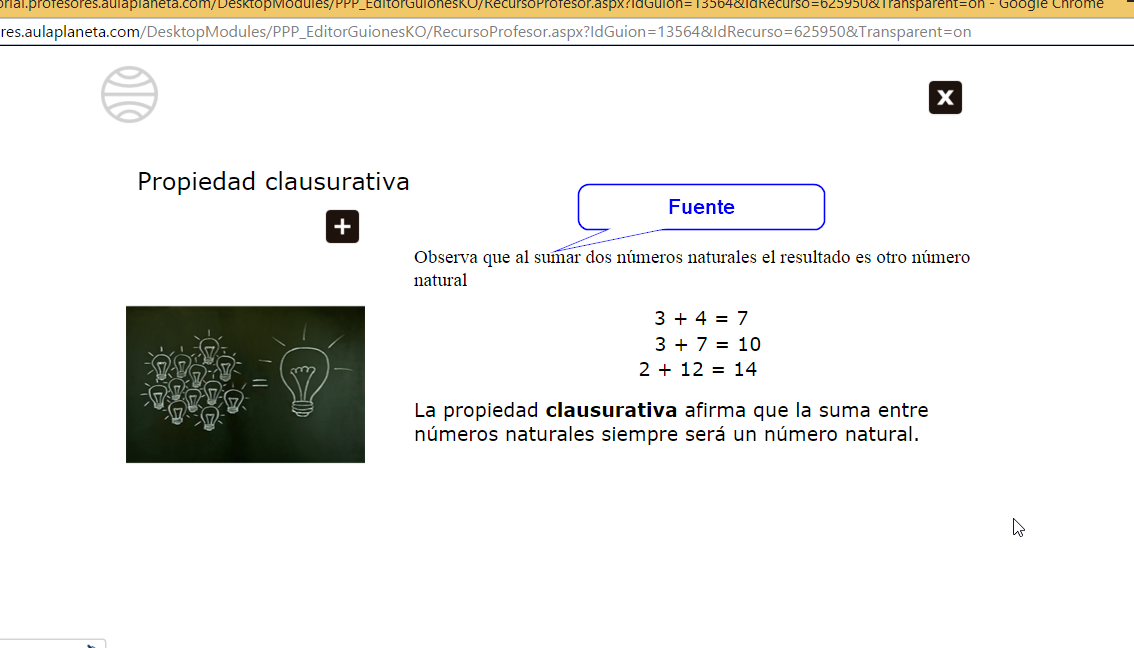 rial.profesores.aulaplaneta.com/DesktopModules/PPP_EditorGuionesKO/RecursoProfesor.aspx?IdGuion=13564&IdRecurso=625950&Transparent=on - Google Chrome
res.aulaplaneta.com/DesktopModules/PPP_EditorGuionesKO/RecursoProfesor.aspx?IdGuion=13564&IdRecurso=625950&Transparent=on
X
Propiedad clausurativa
Fuente
+
Observa que al sumar dos números naturales el resultado es otro número
natural
3 + 4 = 7
3 + 7 = 10
2 + 12 = 14
=
La propiedad clausurativa afirma que la suma entre
números naturales siempre será un número natural.